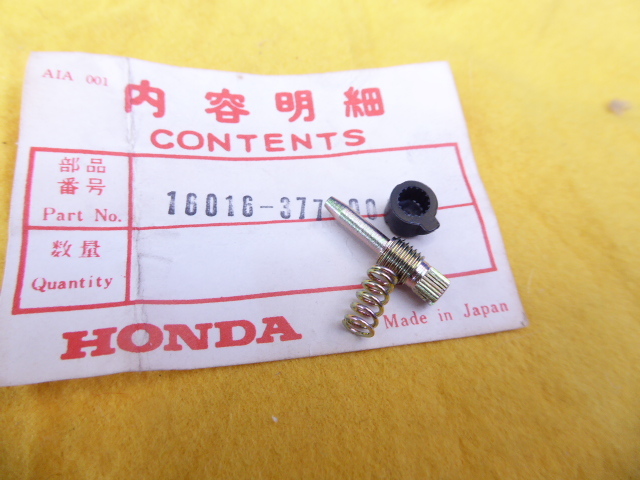 AIA 001
内容明細
CONTENTS
部品
番号
Part No.
16016-377 00
数量
Quantity
HONDA
Made in Japan